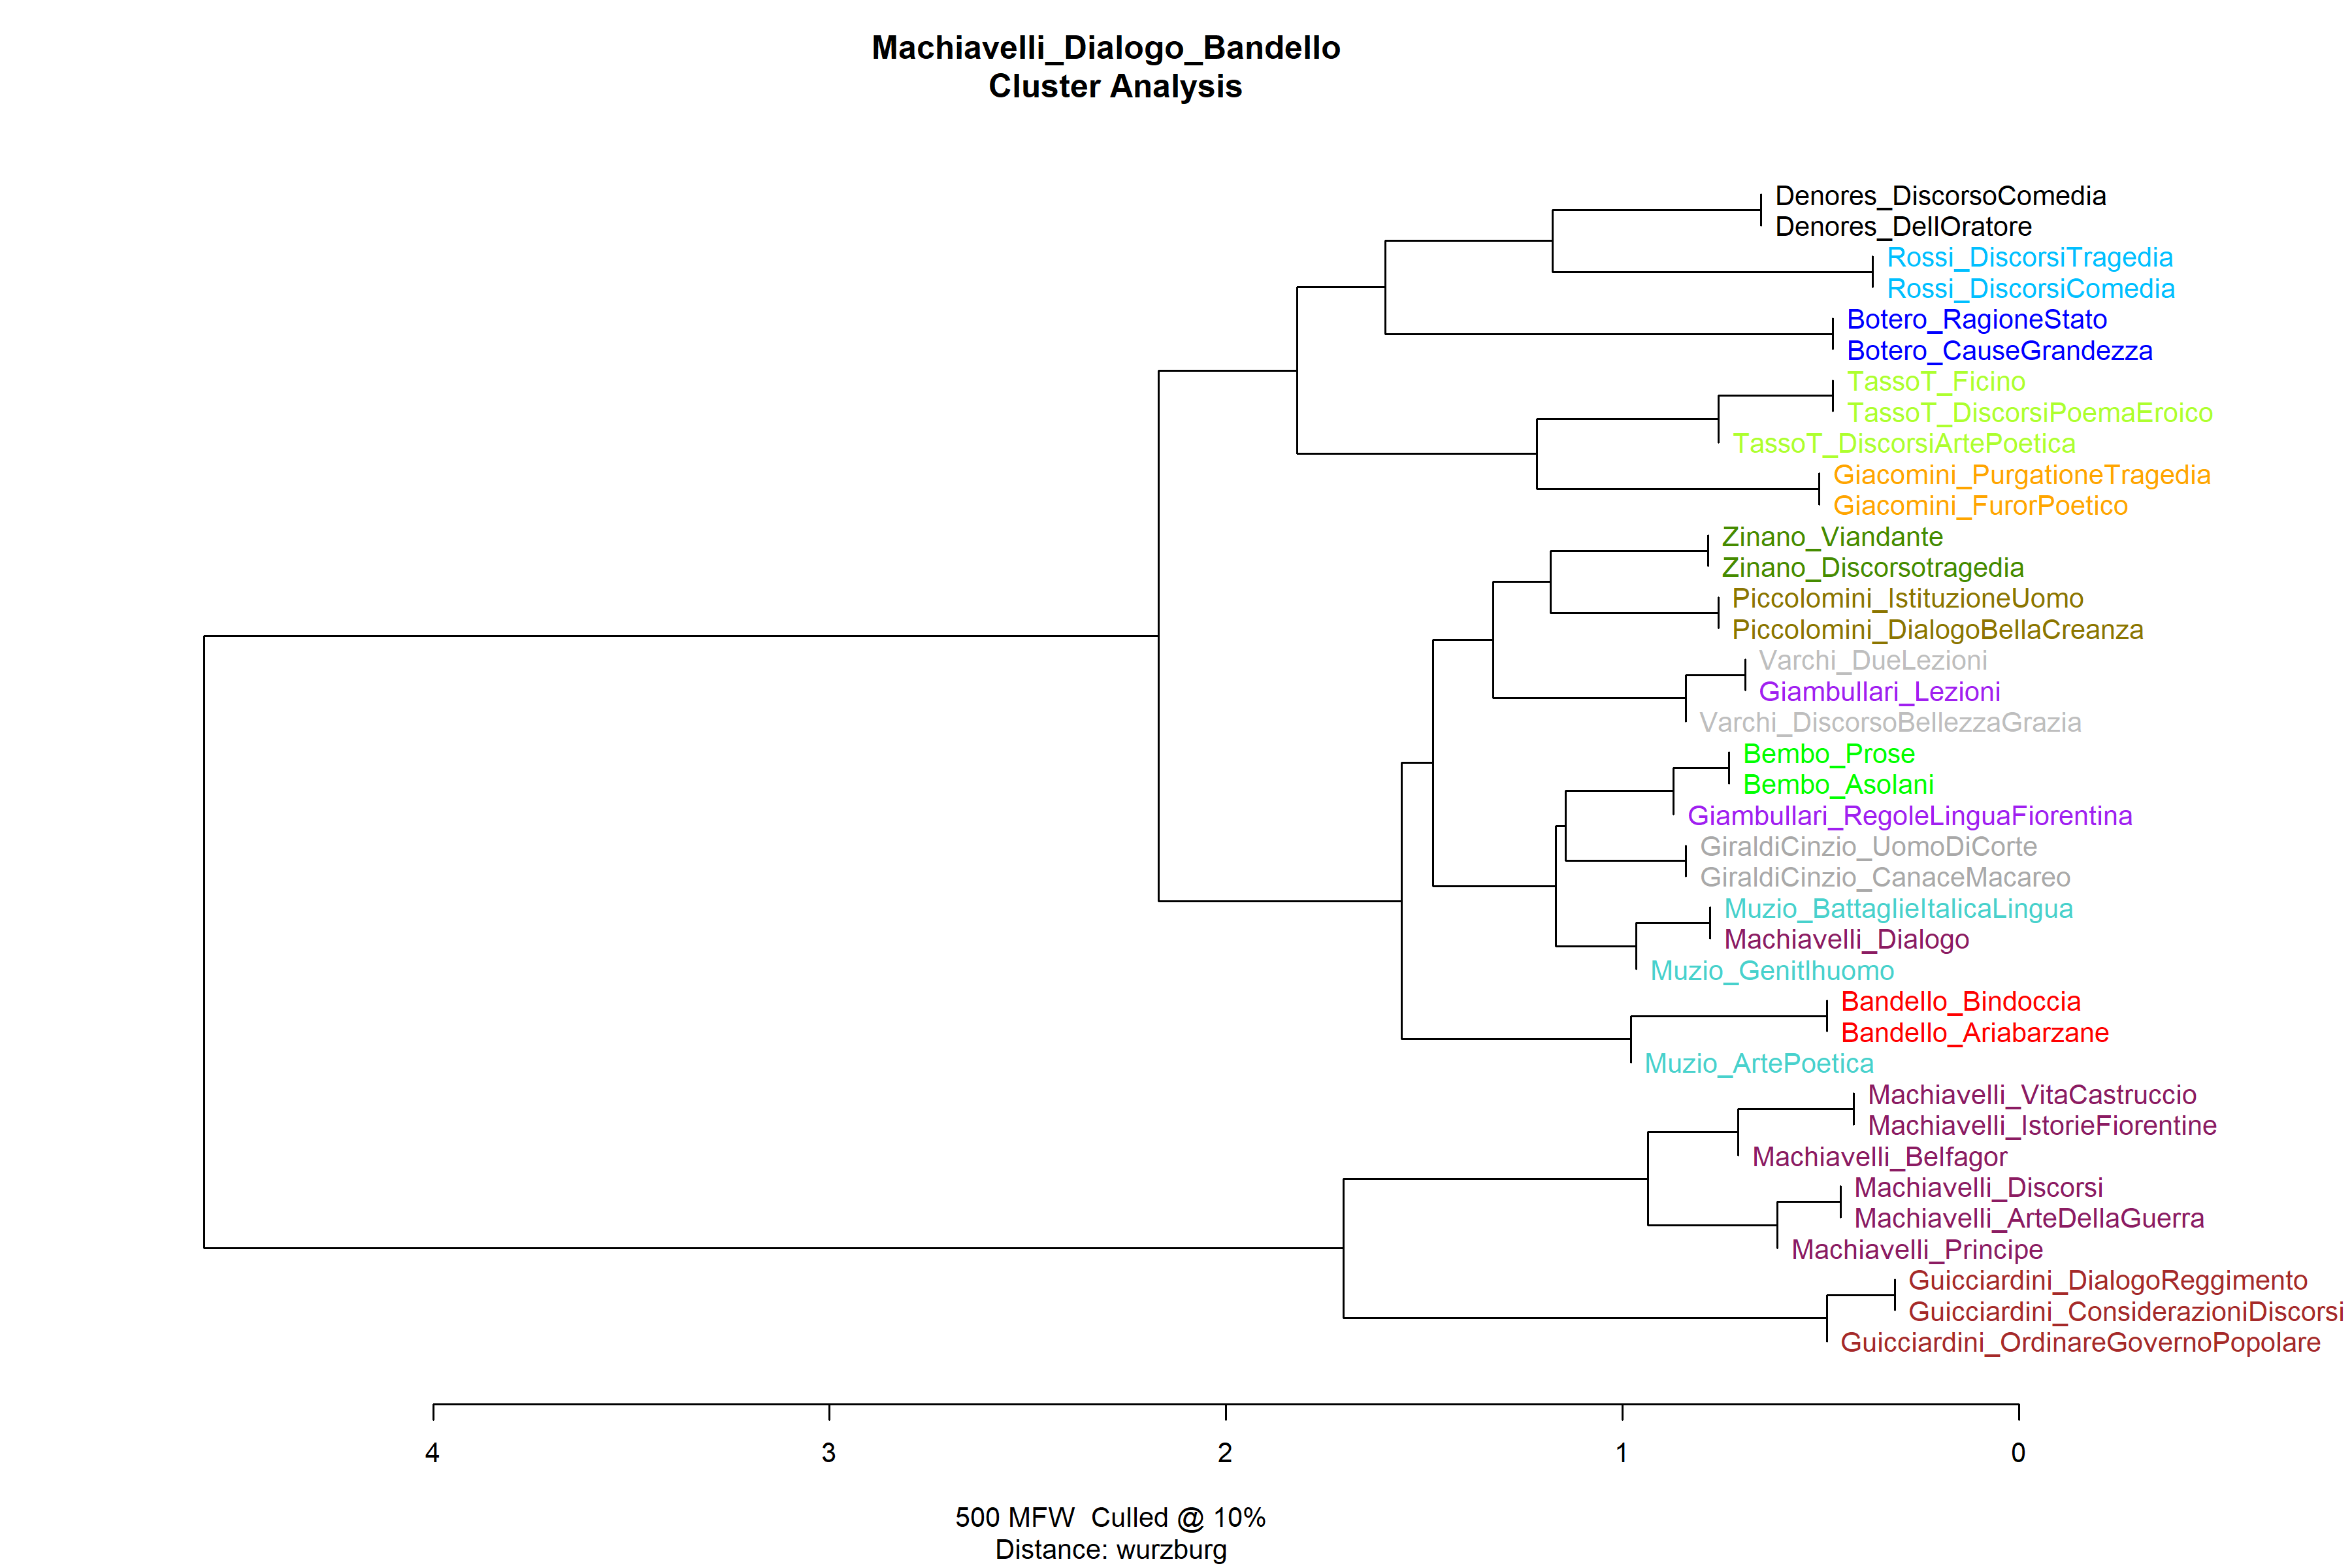 Machiavelli_Dialogo_Bandello
Cluster Analysis
Denores_DiscorsoComedia
Denores_DellOratore
Rossi_DiscorsiTragedia
Rossi_DiscorsiComedia
Botero_RagioneStato
Botero_CauseGrandezza
TassoT_Ficino
TassoT_DiscorsiPoemaEroico
TassoT_DiscorsiArtePoetica
Giacomini_PurgationeTragedia
Giacomini_FurorPoetico
Zinano_Viandante
Zinano_Discorsotragedia
Piccolomini_IstituzioneUomo
Piccolomini_DialogoBellaCreanza
Varchi_DueLezioni
Giambullari_Lezioni
Varchi_DiscorsoBellezzaGrazia
Bembo_Prose
Bembo_Asolani
Giambullari_RegoleLinguaFiorentina
GiraldiCinzio_UomoDiCorte
GiraldiCinzio_CanaceMacareo
Muzio_BattaglieItalicaLingua
Machiavelli_Dialogo
Muzio_Genitlhuomo
Bandello_Bindoccia
Bandello_Ariabarzane
Muzio_ArtePoetica
Machiavelli_VitaCastruccio
Machiavelli_IstorieFiorentine
Machiavelli_Belfagor
Machiavelli_Discorsi
Machiavelli_ArteDellaGuerra
Machiavelli_Principe
Guicciardini_DialogoReggimento
Guicciardini_ConsiderazioniDiscorsi
Guicciardini_OrdinareGovernoPopolare
4 3 2 1 0
500 MFW  Culled @ 10%
Distance: wurzburg